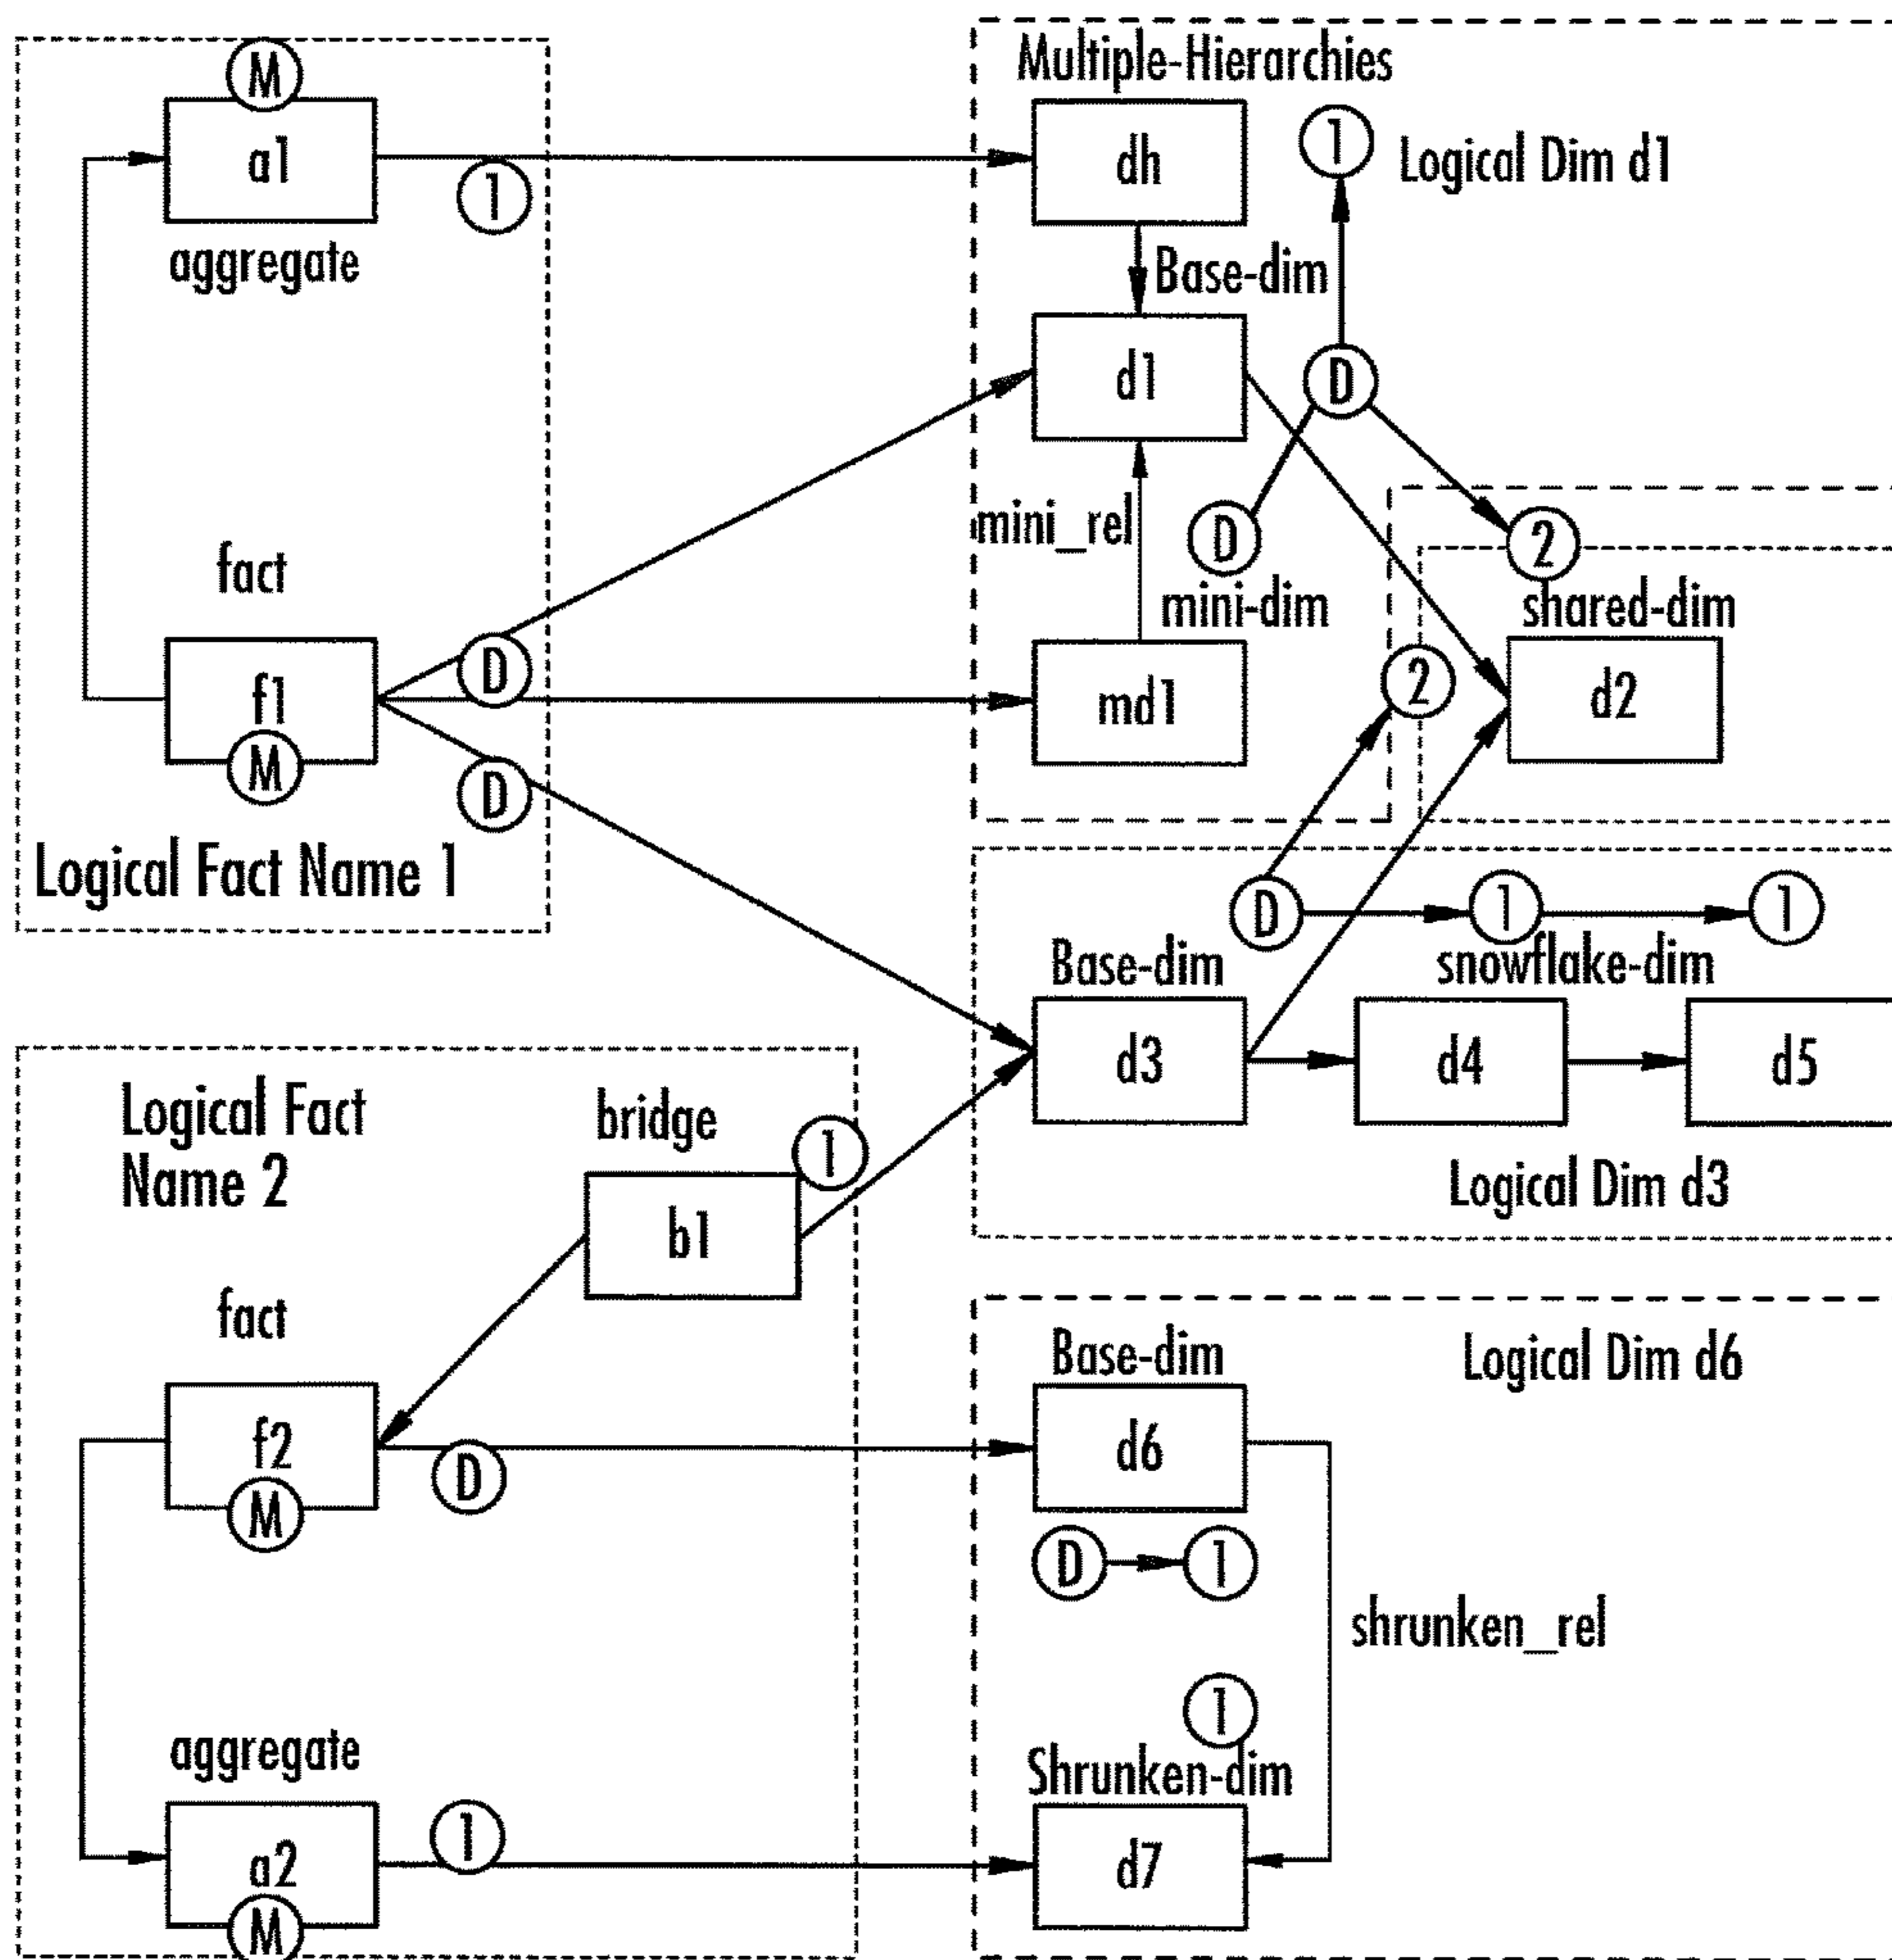 M
a1
1
aggregate
fact
f1
D
M
D
Logical Fact Name 1
Multiple-Hierarchies
dh
1
Logical Dim d1
Base-dim
d1
D
mini_rel
D
2
mini-dim
shared-dim
md1
2
d2
D
1
1
Base-dim
snowflake-dim
d3
d4
d5
Logical Dim d3
Logical Fact
Name 2
bridge
1
b1
fact
f2
D
M
aggregate
1
a2
M
Base-dim
Logical Dim d6
d6
D
1
shrunken_rel
1
Shrunken-dim
d7